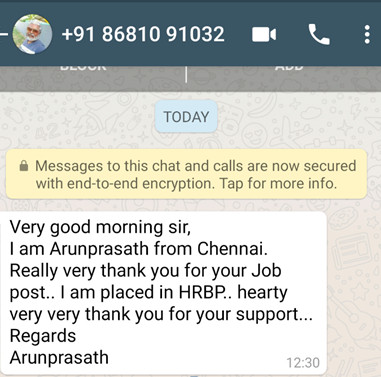 +91 86810 91032
BLOCK ADD
TODAY
Messages to this chat and calls are now secured
with end-to-end encryption. Tap for more info.
Very good morning sir,
I am Arunprasath from Chennai.
Really very thank you for your Job
post.. I am placed in HRBP.. hearty
very very thank you for your support...
Regards
Arunprasath
12:30